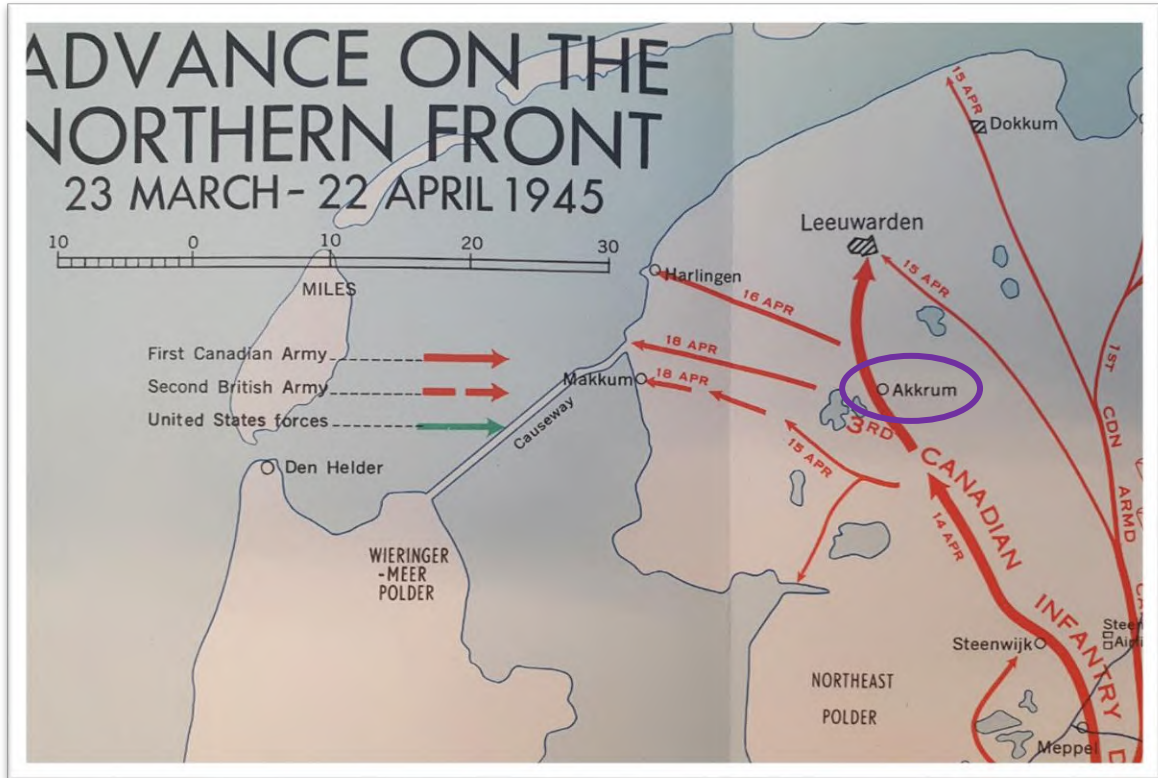 ADVANCE ON THE
NORTHERN FRONT
23 MARCH – 22 APRIL 1945
10 0 10 20 30
MILES
First Canadian Army
Second British Army
United States forces
Den Helder
WIERINGER
-MEER
POLDER
Causeway
Makkum
Harlingen
Leeuwarden
Dokkum
Akkrum
15 APR
15 APR
16 APR
18 APR
18 APR
15 APR
14 APR
3RD
CANADIAN
INFANTRY
D
1ST
CDN
ARMD
Steenwijk
Steen
Meppel
NORTHEAST
POLDER